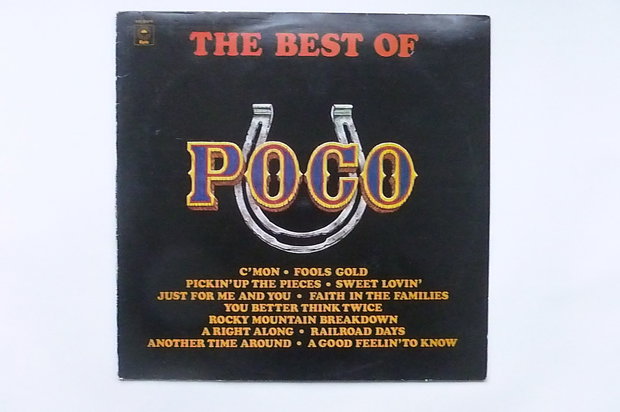 THE BEST OF
POCO
C'MON • FOOLS GOLD
PICKIN' UP THE PIECES • SWEET LOVIN'
JUST FOR ME AND YOU • FAITH IN THE FAMILIES
YOU BETTER THINK TWICE
ROCKY MOUNTAIN BREAKDOWN
A RIGHT ALONG • RAILROAD DAYS
ANOTHER TIME AROUND • A GOOD FEELIN' TO KNOW